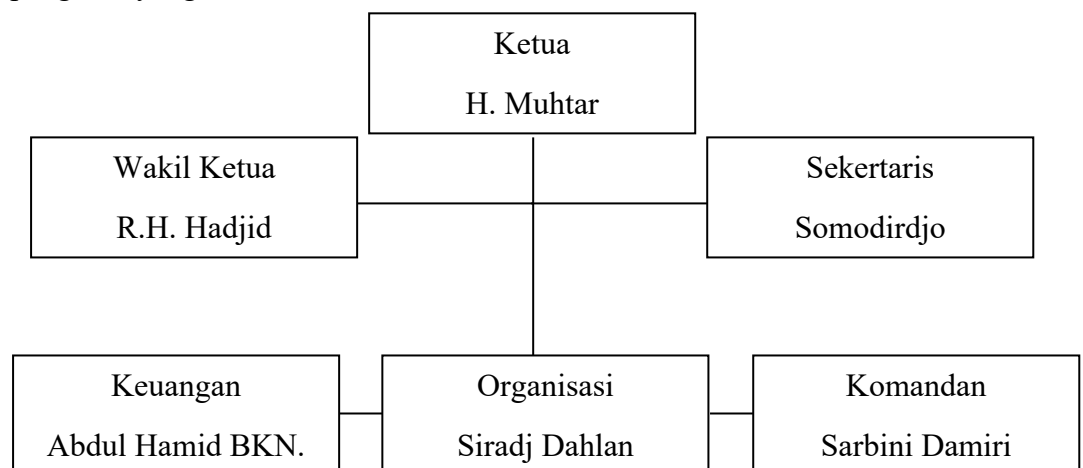 Ketua
H. Muhtar
Wakil Ketua
R.H. Hadjid
Sekertaris
Somodirdjo
Keuangan
Abdul Hamid BKN.
Organisasi
Siradj Dahlan
Komandan
Sarbini Damiri